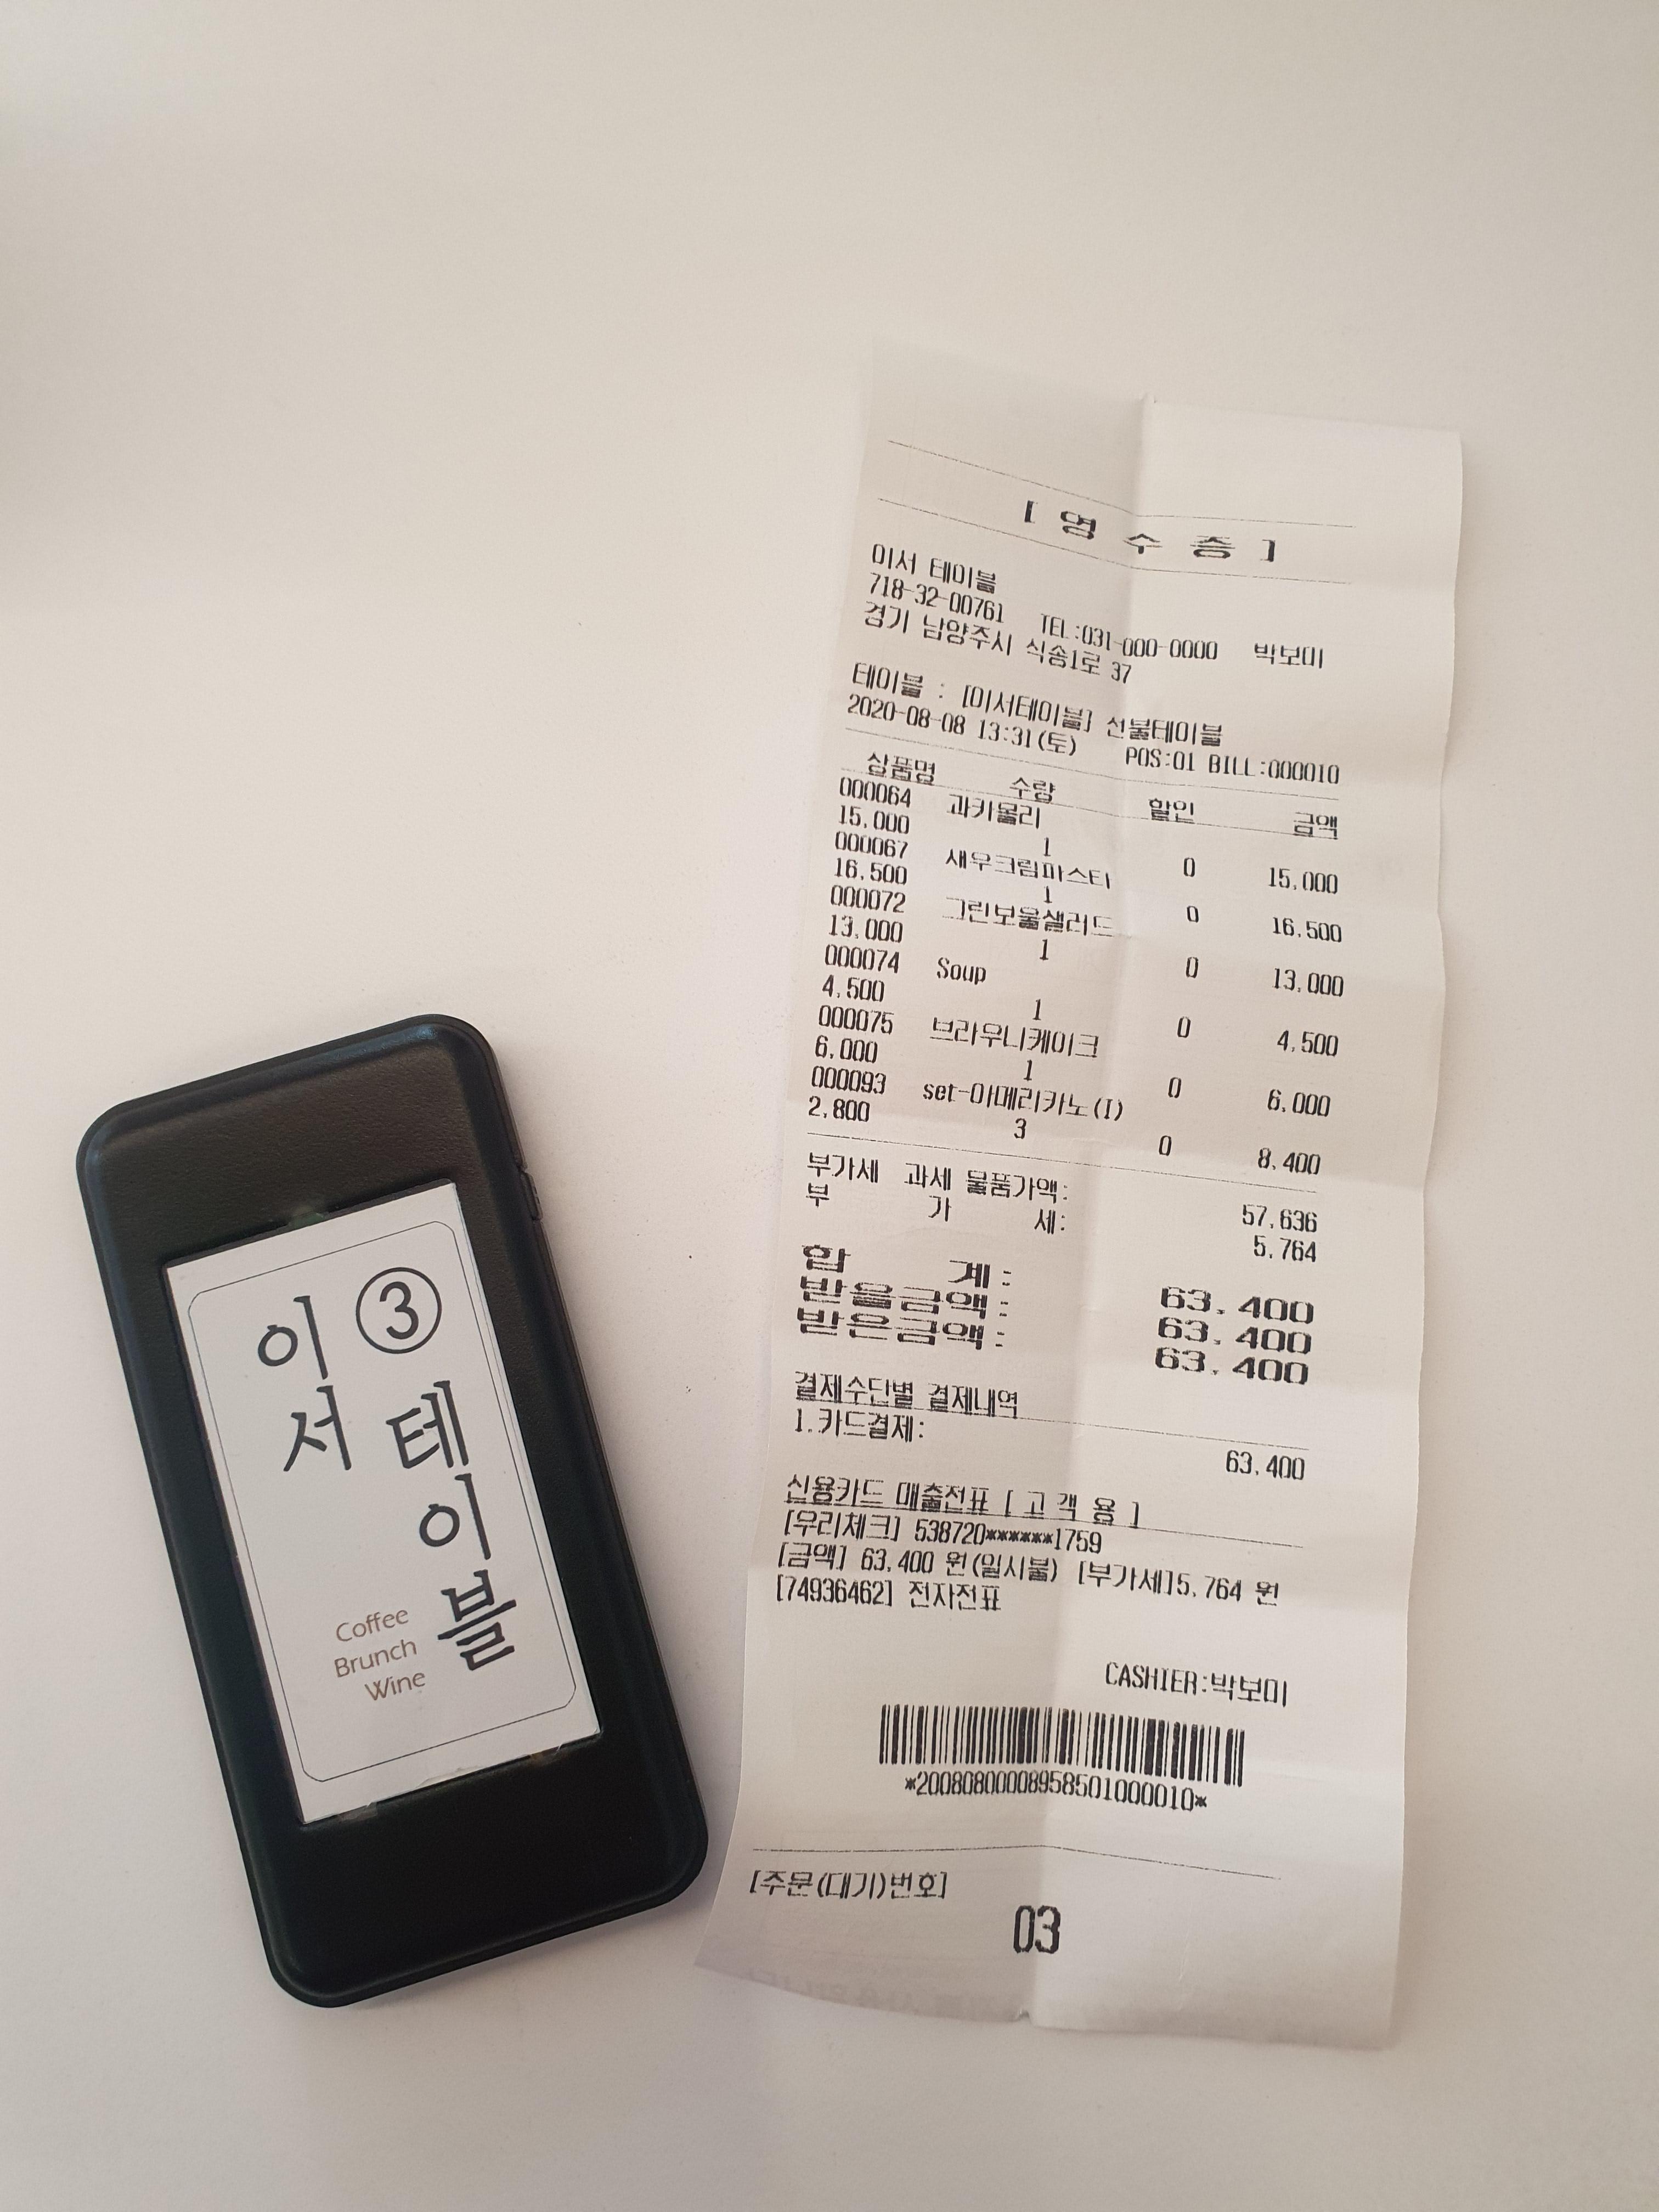 이서 ③테이블
Coffee
Brunch
Wine
[ 영 수 증 ]
이서 테이블
718-32-00761 TEL:031-000-0000 박보미
경기 남양주시 식송1로 37
테이블 : [이서테이블] 선불테이블
2020-08-08 13:31(토) POS:01 BILL:000010
상품명 수량 할인 금액
000064 과카몰리
15,000 1 0 15,000
000067 새우크림파스타
16,500 1 0 16,500
000072 그린보울샐러드
13,000 1 0 13,000
000074 Soup
4,500 1 0 4,500
000075 브라우니케이크
6,000 1 0 6,000
000093 set-아메리카노(I)
2,800 3 0 8,400
부가세 과세 물품가액: 57,636
부 가 세: 5,764
합 계: 63,400
받을금액: 63,400
받은금액: 63,400
결제수단별 결제내역
1.카드결제: 63,400
신용카드 매출전표 [ 고 객 용 ]
[우리체크] 538720******1759
[금액] 63,400 원(일시불) [부가세]5,764 원
[74936462] 전자전표
CASHIER:박보미
*2008080000895850100​0010*
[주문(대기)번호]
03